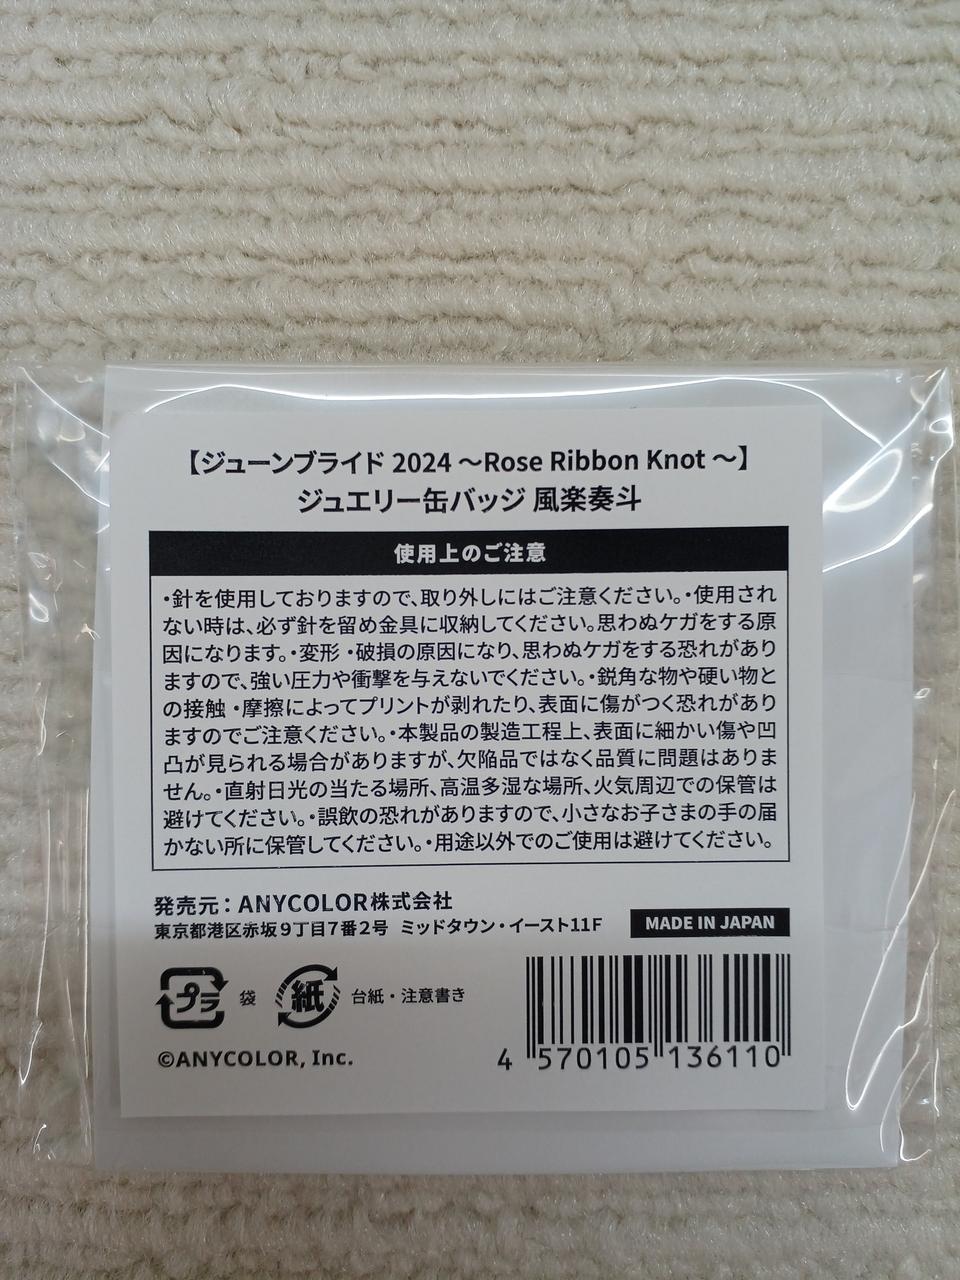 【ジューンブライド 2024 ～Rose Ribbon Knot ～】
ジュエリー缶バッジ 風楽奏斗
使用上のご注意
・針を使用しておりますので、取り外しにはご注意ください。・使用され
ない時は、必ず針を留め金具に収納してください。思わぬケガをする原
因になります。・変形 ・破損の原因になり、思わぬケガをする恐れがあり
ますので、強い圧力や衝撃を与えないでください。・鋭角な物や硬い物と
の接触 ・摩擦によってプリントが剥れたり、表面に傷がつく恐れがあり
ますのでご注意ください。・本製品の製造工程上、表面に細かい傷や凹
凸が見られる場合がありますが、欠陥品ではなく品質に問題はありま
せん。・直射日光の当たる場所、高温多湿な場所、火気周辺での保管は
避けてください。・誤飲の恐れがありますので、小さなお子さまの手の届
かない所に保管してください。・用途以外でのご使用は避けてください。
発売元：ANYCOLOR株式会社
東京都港区赤坂9丁目7番2号 ミッドタウン・イースト11F
MADE IN JAPAN
プラ 袋 紙 台紙・注意書き
©ANYCOLOR, Inc.
4 570105 136110